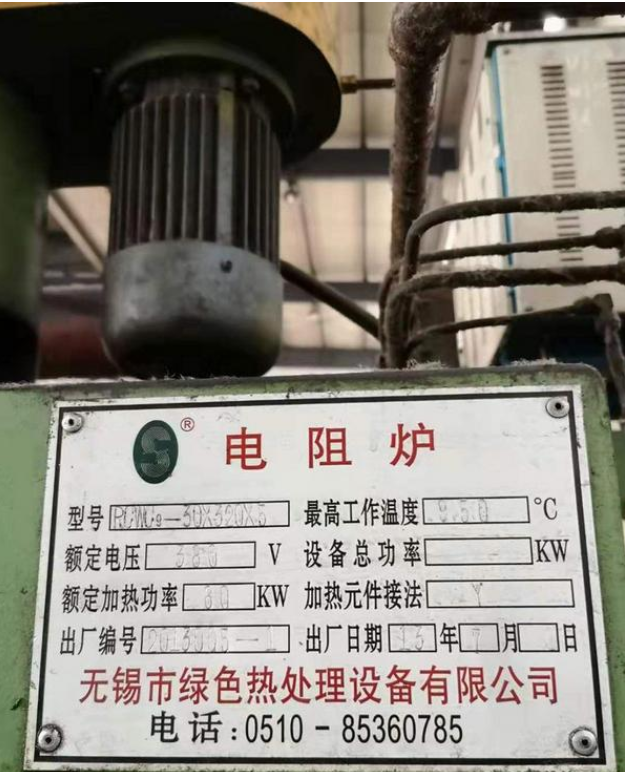 ® 电阻炉
型号 RCWC9-30X320X5 最高工作温度 950 ℃
额定电压 380 V 设备总功率 KW
额定加热功率 30 KW 加热元件接法 Y
出厂编号 出厂日期 13 年 7 月 日
无锡市绿色热处理设备有限公司
电话:0510-85360785